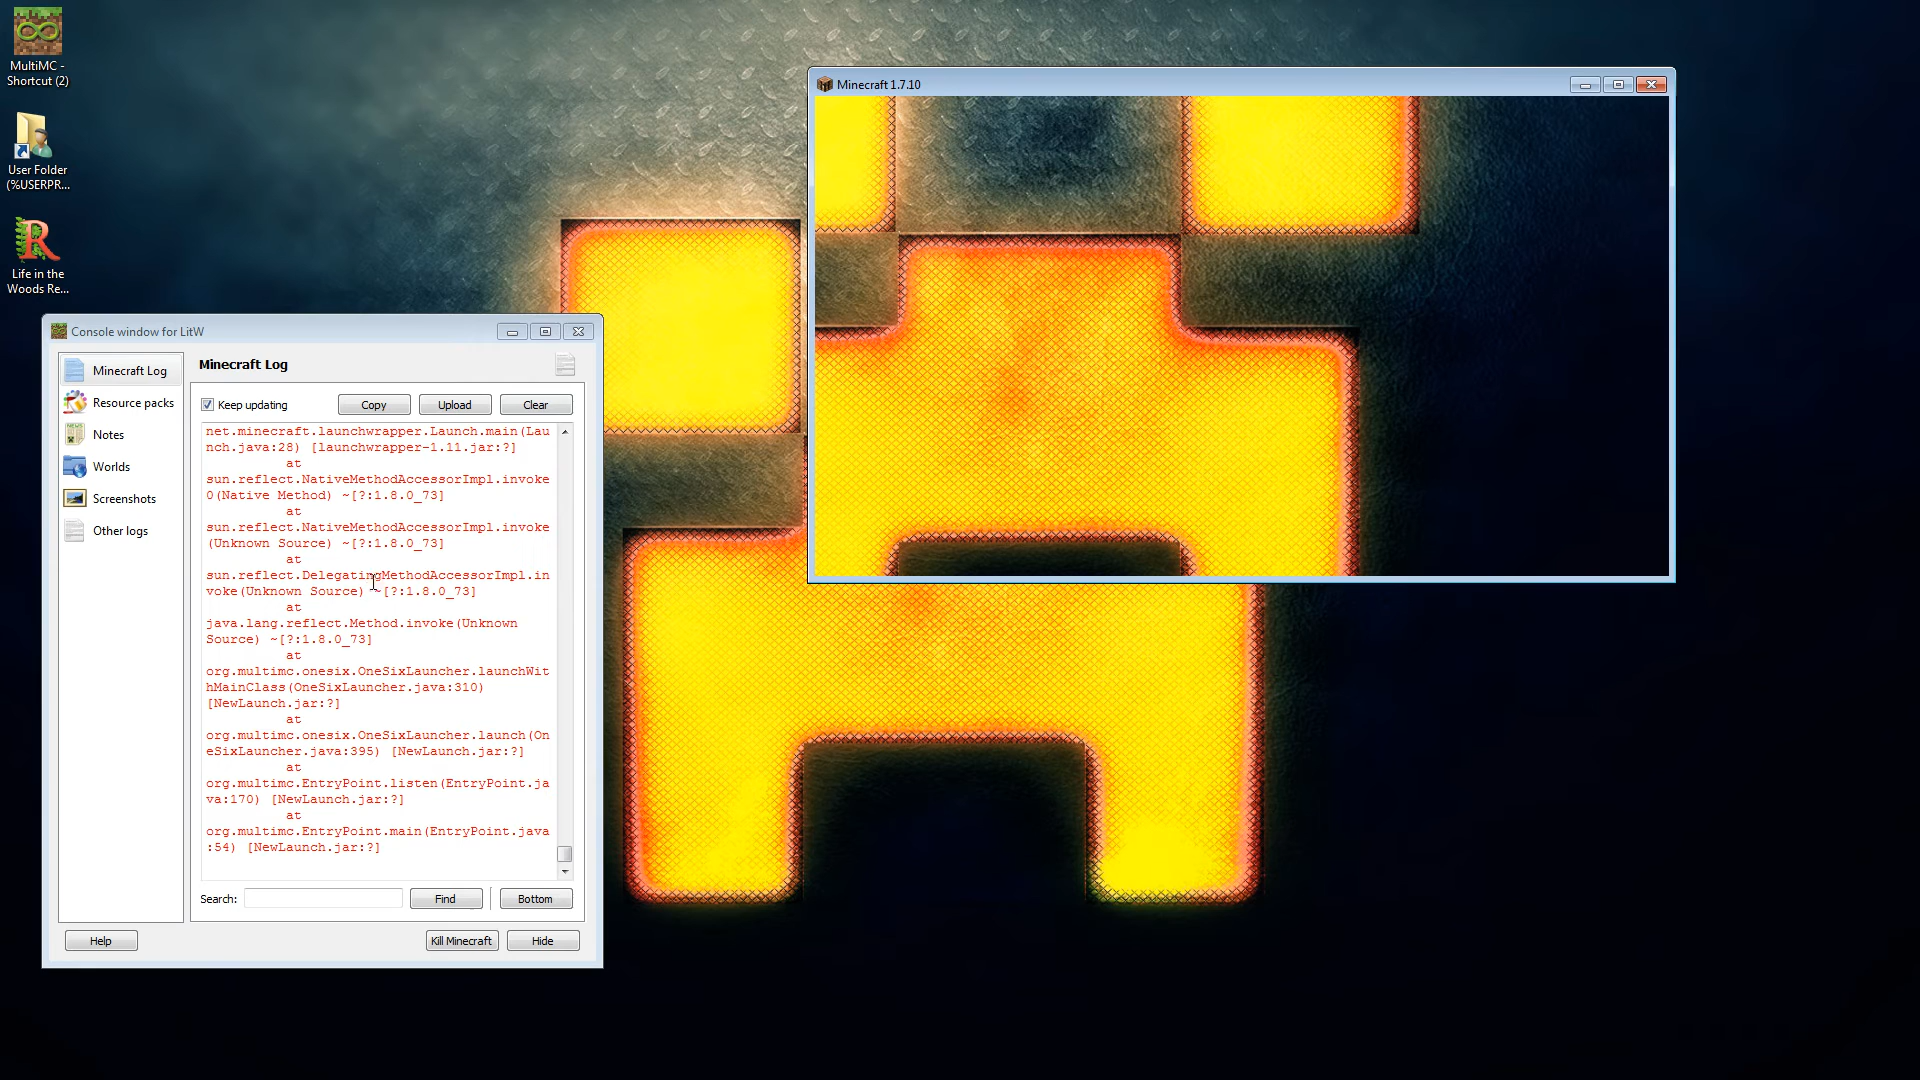 MultiMC -
Shortcut (2)
User Folder
(%USERPR...
Life in the
Woods Re...
Minecraft 1.7.10
Console window for LitW
Minecraft Log
Resource packs
Notes
Worlds
Screenshots
Other logs
Minecraft Log
Keep updating
Copy
Upload
Clear
net.minecraft.launchwrapper.Launch.main(Lau
nch.java:28) [launchwrapper-1.11.jar:?]
at
sun.reflect.NativeMethodAccessorImpl.invoke
0(Native Method) ~[?:1.8.0_73]
at
sun.reflect.NativeMethodAccessorImpl.invoke
(Unknown Source) ~[?:1.8.0_73]
at
sun.reflect.DelegatingMethodAccessorImpl.in
voke(Unknown Source) ~[?:1.8.0_73]
at
java.lang.reflect.Method.invoke(Unknown
Source) ~[?:1.8.0_73]
at
org.multimc.onesix.OneSixLauncher.launchWit
hMainClass(OneSixLauncher.java:310)
[NewLaunch.jar:?]
at
org.multimc.onesix.OneSixLauncher.launch(On
eSixLauncher.java:395) [NewLaunch.jar:?]
at
org.multimc.EntryPoint.listen(EntryPoint.ja
va:170) [NewLaunch.jar:?]
at
org.multimc.EntryPoint.main(EntryPoint.java
:54) [NewLaunch.jar:?]
Search:
Find
Bottom
Help
Kill Minecraft
Hide